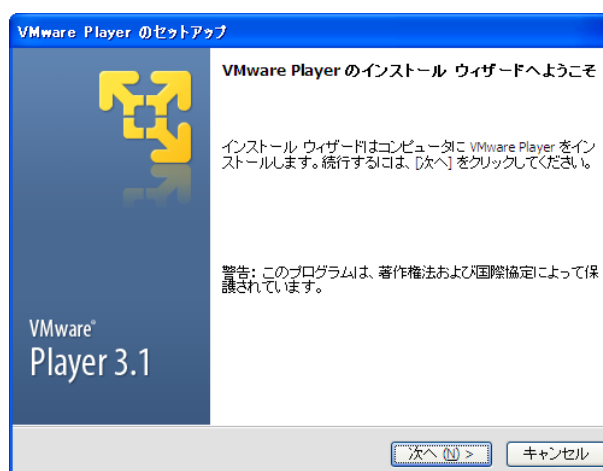 VMware Player のセットアップ
VMware Player のインストール ウィザードへようこそ
インストール ウィザードはコンピュータに VMware Player をイン
ストールします。続行するには、[次へ] をクリックしてください。
警告: このプログラムは、著作権法および国際協定によって保
護されています。
VMware®
Player 3.1
次へ (N) >
キャンセル